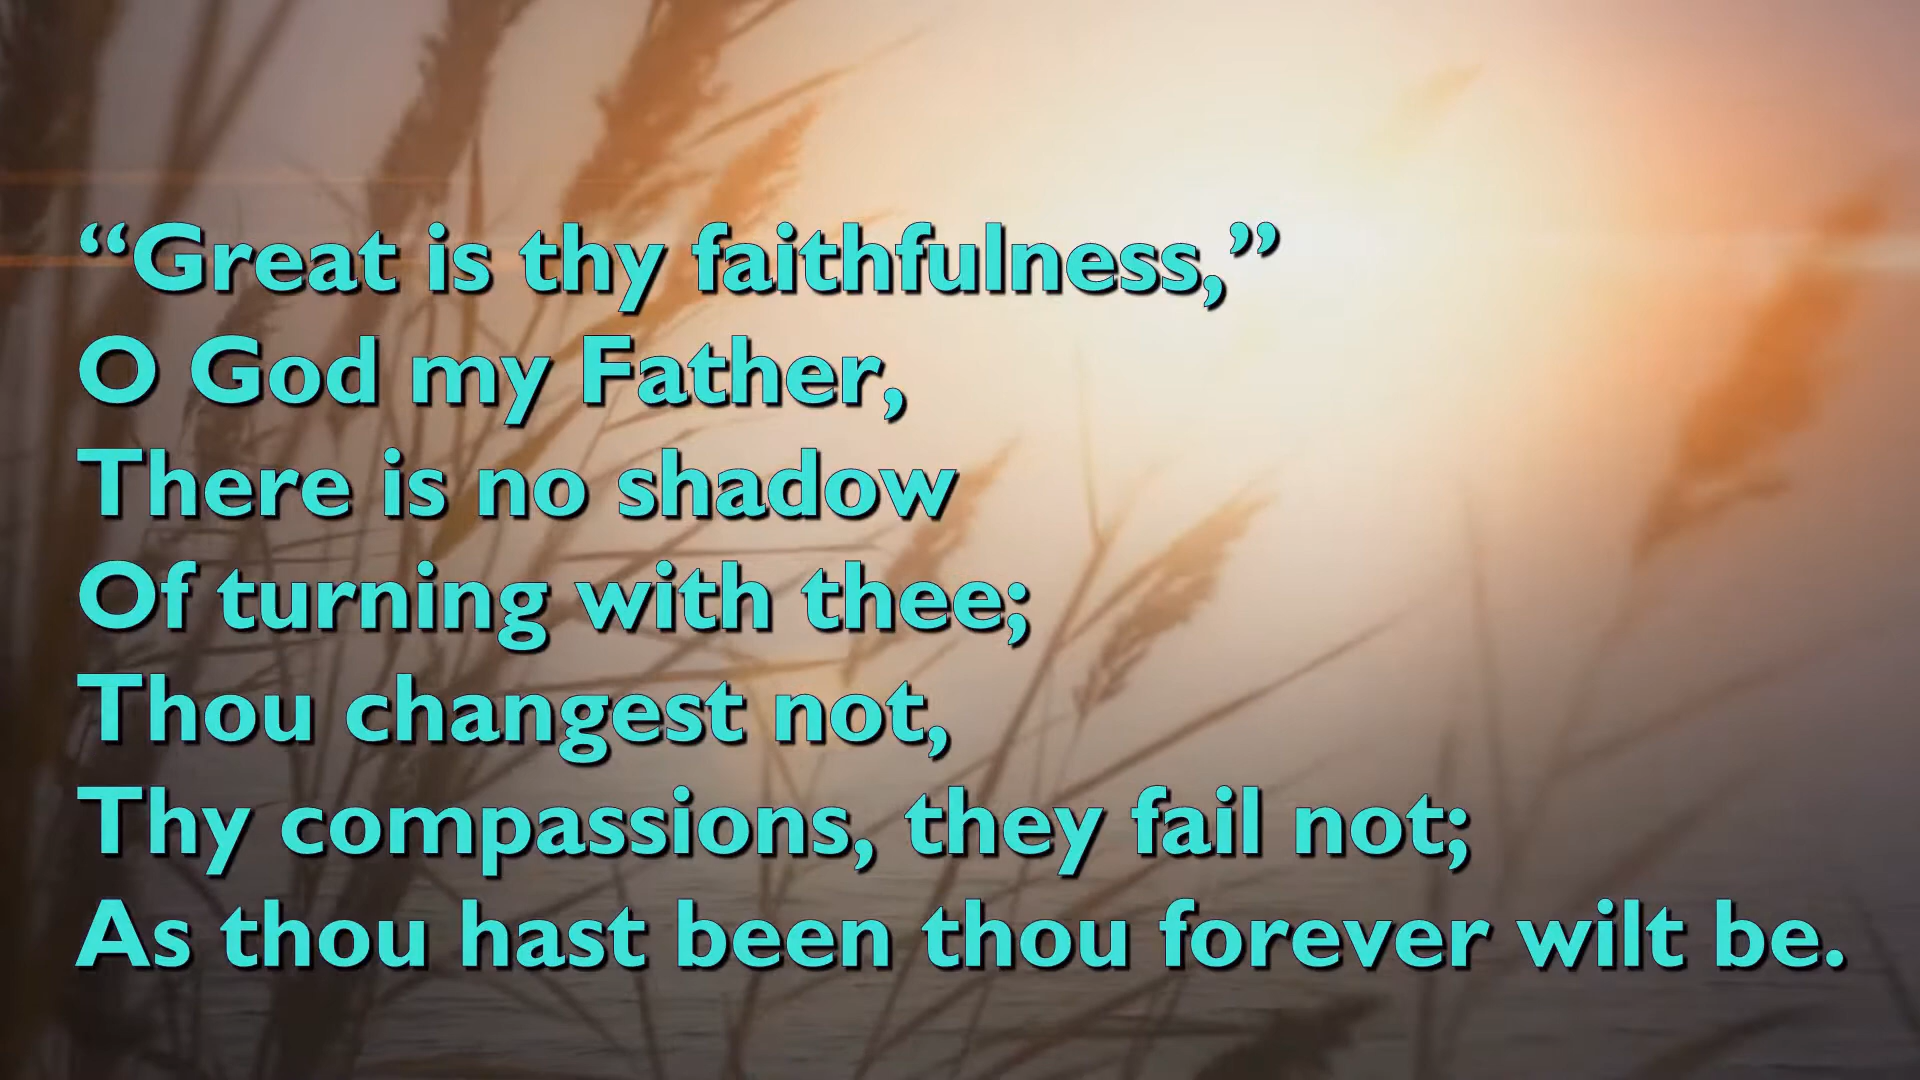 “Great is thy faithfulness,”
O God my Father,
There is no shadow
Of turning with thee;
Thou changest not,
Thy compassions, they fail not;
As thou hast been thou forever wilt be.